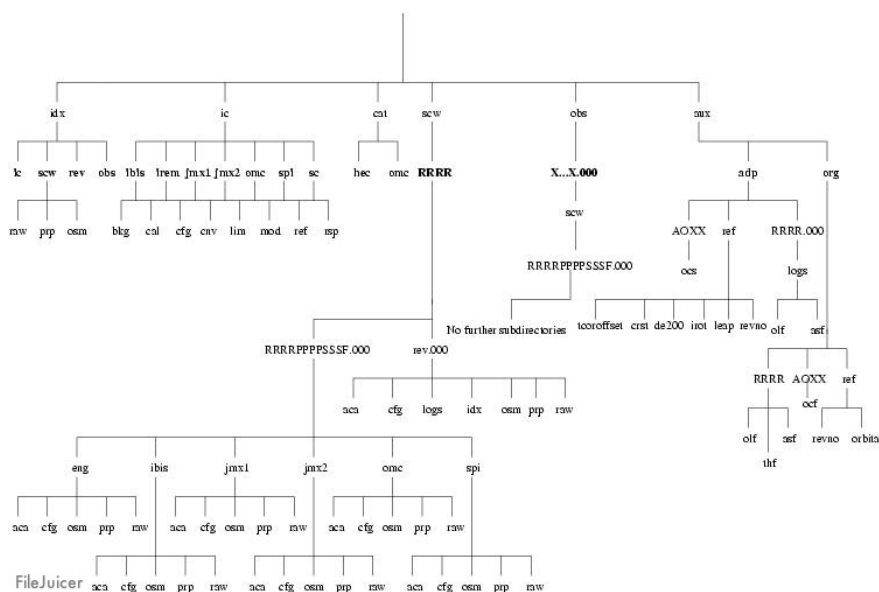 idx ic cat scw obs aux
ic scw rev obs ibis irem jmx1 jmx2 omc spi sc hec omc RRRR X...X.000 adp org
raw prp osm bkg cal cfg cnv lim mod ref rsp scw AOXX ref RRRR.000
RRRRPPPPSSSF.000 ocs logs
No further subdirectories tcoroffset crst de200 irot leap revno olf asf
RRRRPPPPSSSF.000 rev.000
RRRR AOXX ref
aca cfg logs idx osm prp raw ocf
olf asf revno orbita
thf
eng ibis jmx1 jmx2 omc spi
aca cfg osm prp raw aca cfg osm prp raw aca cfg osm prp raw
aca cfg osm prp raw aca cfg osm prp raw aca cfg osm prp raw
FileJuicer